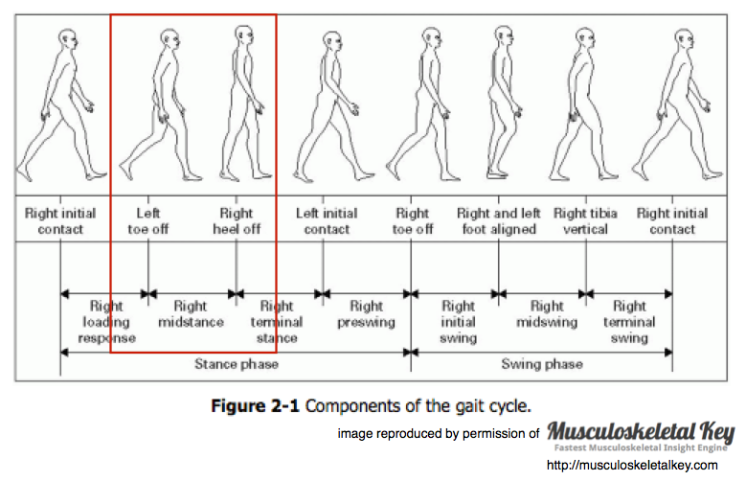 Right initial contact
Left toe off
Right heel off
Left initial contact
Right toe off
Right and left foot aligned
Right tibia vertical
Right initial contact
Right loading response
Right midstance
Right terminal stance
Right preswing
Right initial swing
Right midswing
Right terminal swing
Stance phase
Swing phase
Figure 2-1 Components of the gait cycle.
image reproduced by permission of Musculoskeletal Key
Fastest Musculoskeletal Insight Engine
http://musculoskeletalkey.com